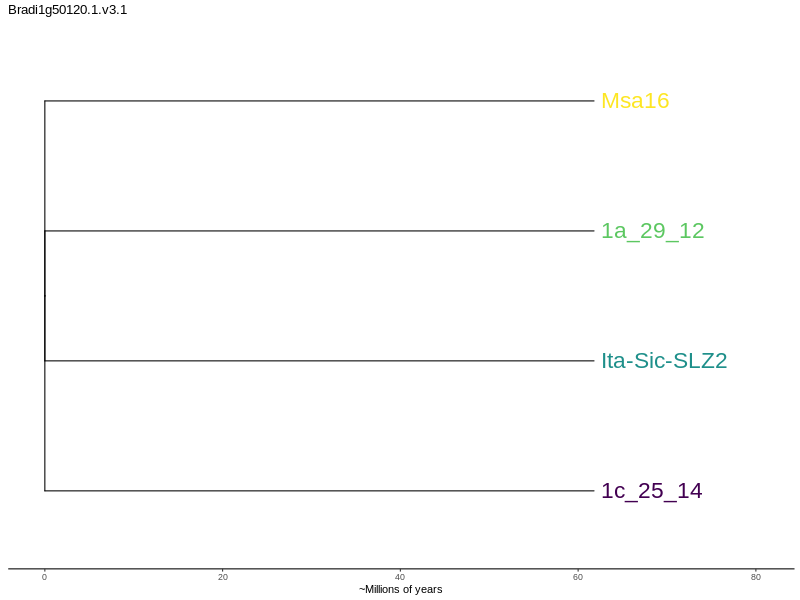 Bradi1g50120.1.v3.1
Msa16
1a_29_12
Ita-Sic-SLZ2
1c_25_14
0 20 40 60 80
~Millions of years